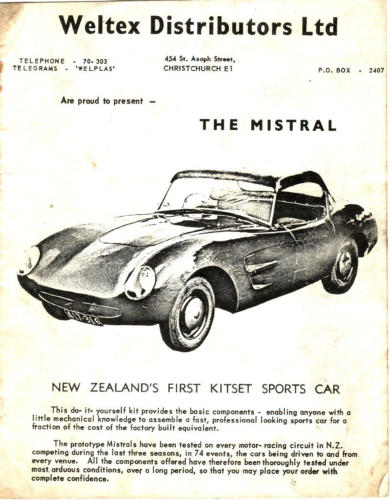 Weltex Distributors Ltd
TELEPHONE - 70-303
TELEGRAMS - 'WELPLAS'
454 St. Asaph Street,
CHRISTCHURCH E1
P.O. BOX - 2407
Are proud to present -
THE MISTRAL
NEW ZEALAND'S FIRST KITSET SPORTS CAR
This do- it- yourself kit provides the basic components - enabling anyone with a
little mechanical knowledge to assemble a fast, professional looking sports car for a
fraction of the cost of the factory built equivalent.
The prototype Mistrals have been tested on every motor- racing circuit in N.Z.
competing during the last three seasons, in 74 events, the cars being driven to and from
every venue. All the components offered have therefore been thoroughly tested under
most arduous conditions, over a long period, so that you may place your order with
complete confidence.